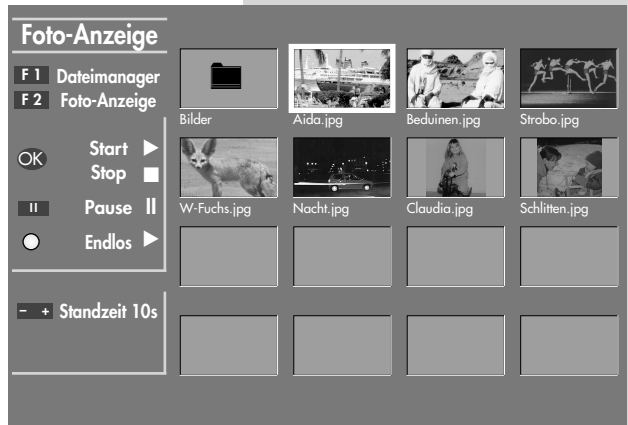 Foto-Anzeige
F 1 Dateimanager
F 2 Foto-Anzeige
OK Start
Stop
II Pause II
Endlos
- + Standzeit 10s
Bilder Aida.jpg Beduinen.jpg Strobo.jpg
W-Fuchs.jpg Nacht.jpg Claudia.jpg Schlitten.jpg